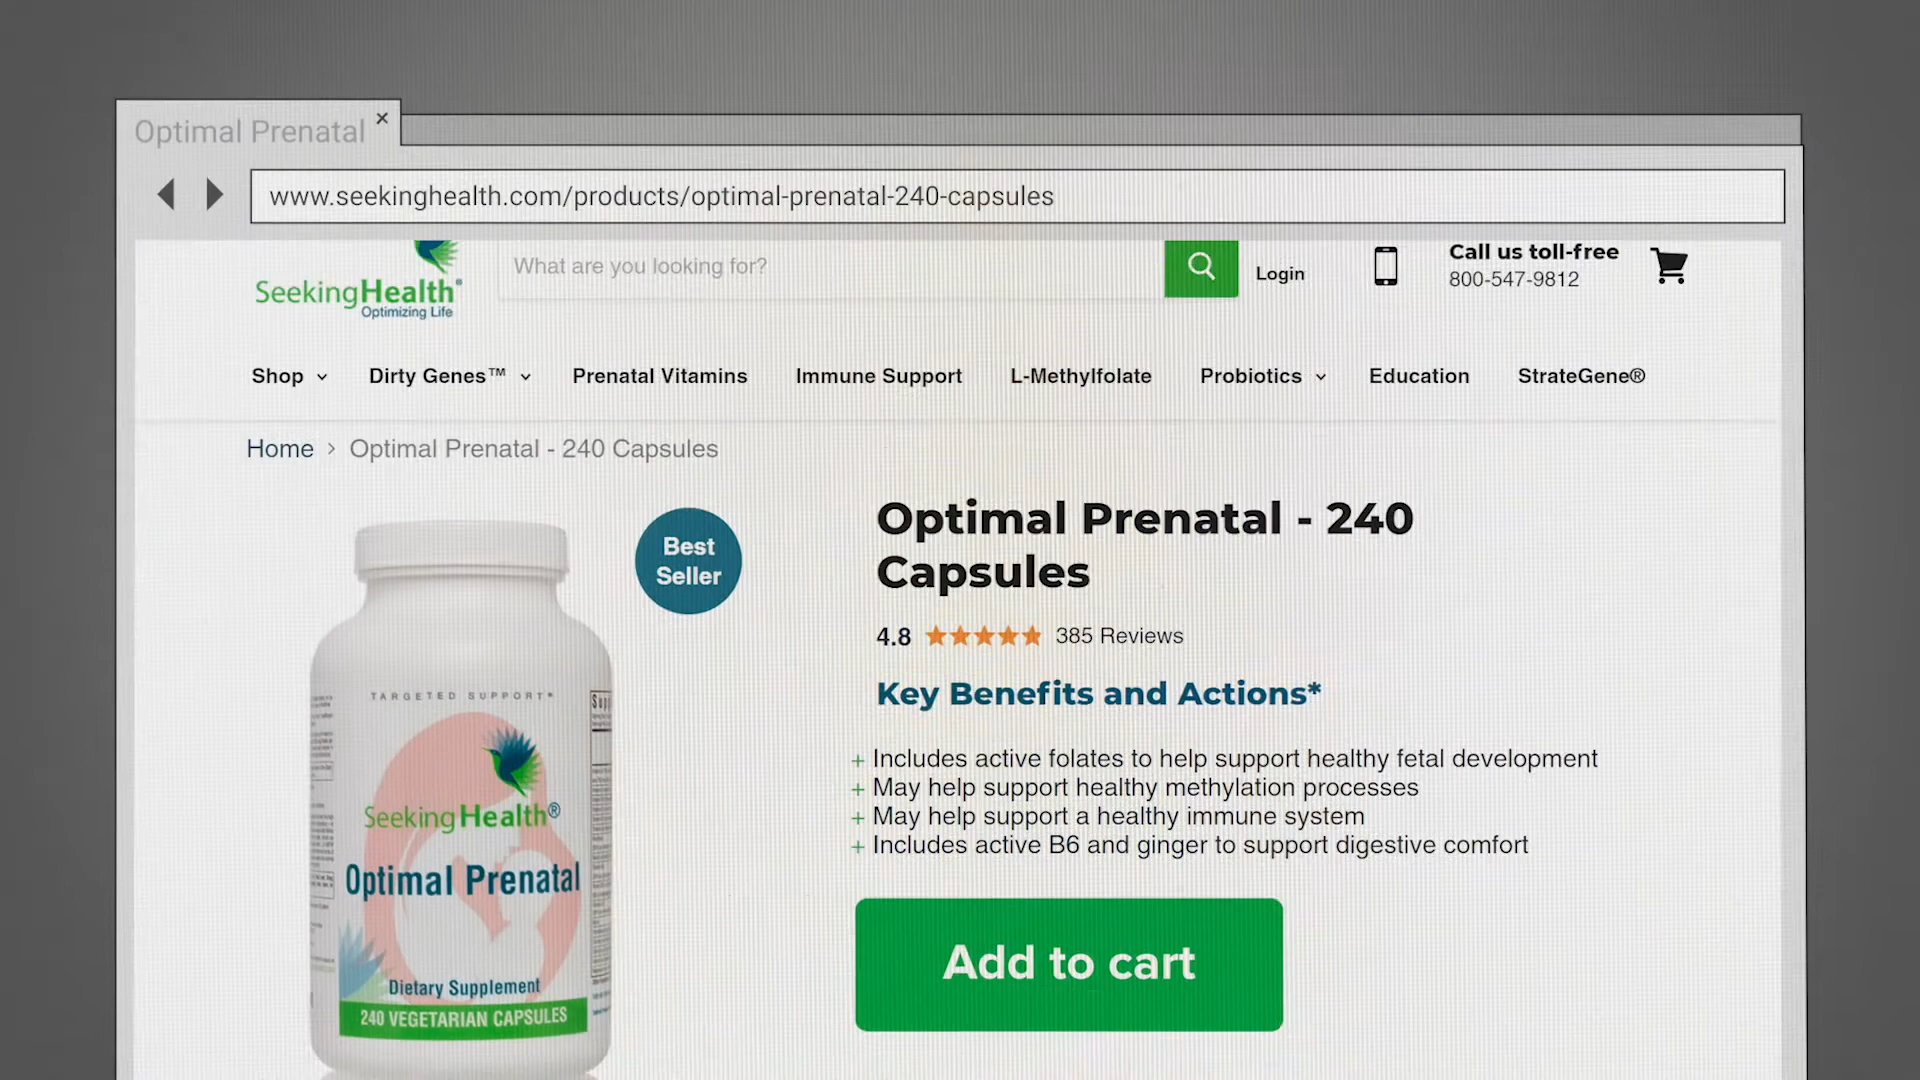 Optimal Prenatal ×
www.seekinghealth.com/products/optimal-prenatal-240-capsules
SeekingHealth®
Optimizing Life
What are you looking for?
Login
Call us toll-free
800-547-9812
Shop
Dirty Genes™
Prenatal Vitamins
Immune Support
L-Methylfolate
Probiotics
Education
StrateGene®
Home > Optimal Prenatal - 240 Capsules
Best
Seller
TARGETED SUPPORT*
SeekingHealth®
Optimal Prenatal
Dietary Supplement
240 VEGETARIAN CAPSULES
Optimal Prenatal - 240
Capsules
4.8 ★★★★★ 385 Reviews
Key Benefits and Actions*
+ Includes active folates to help support healthy fetal development
+ May help support healthy methylation processes
+ May help support a healthy immune system
+ Includes active B6 and ginger to support digestive comfort
Add to cart